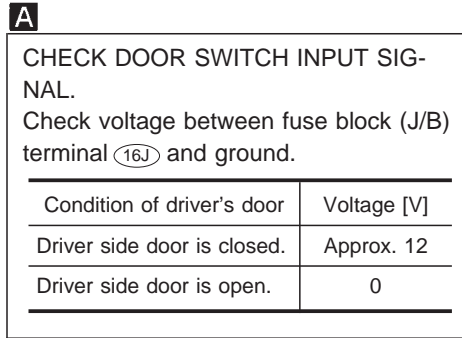 A
CHECK DOOR SWITCH INPUT SIG-
NAL.
Check voltage between fuse block (J/B)
terminal 16J and ground.
Condition of driver's door Voltage [V]
Driver side door is closed. Approx. 12
Driver side door is open. 0